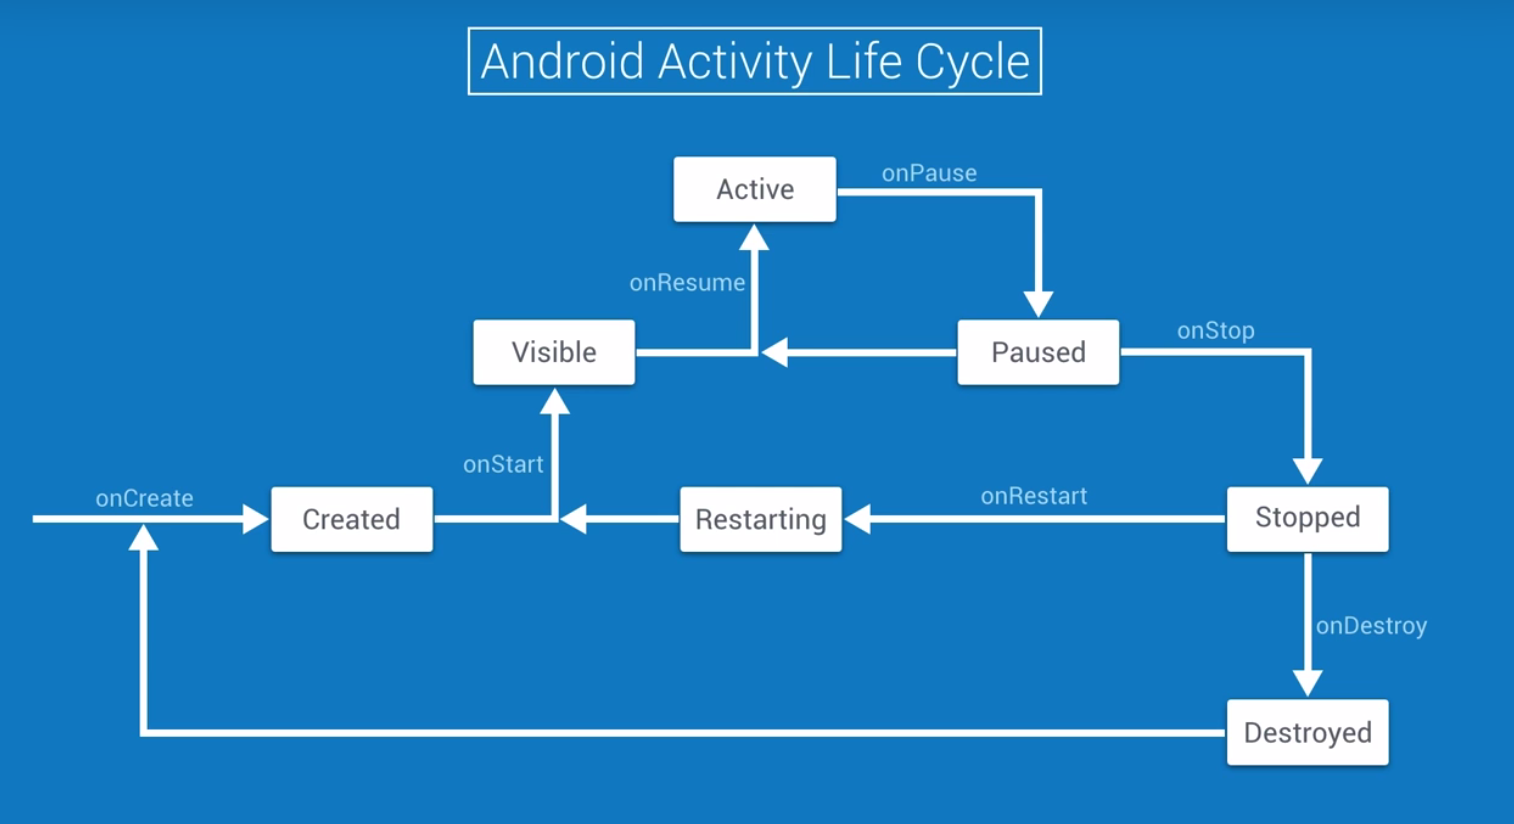 Android Activity Life Cycle
Active
onPause
onResume
Visible
Paused
onStop
onStart
onCreate
Created
Restarting
onRestart
Stopped
onDestroy
Destroyed